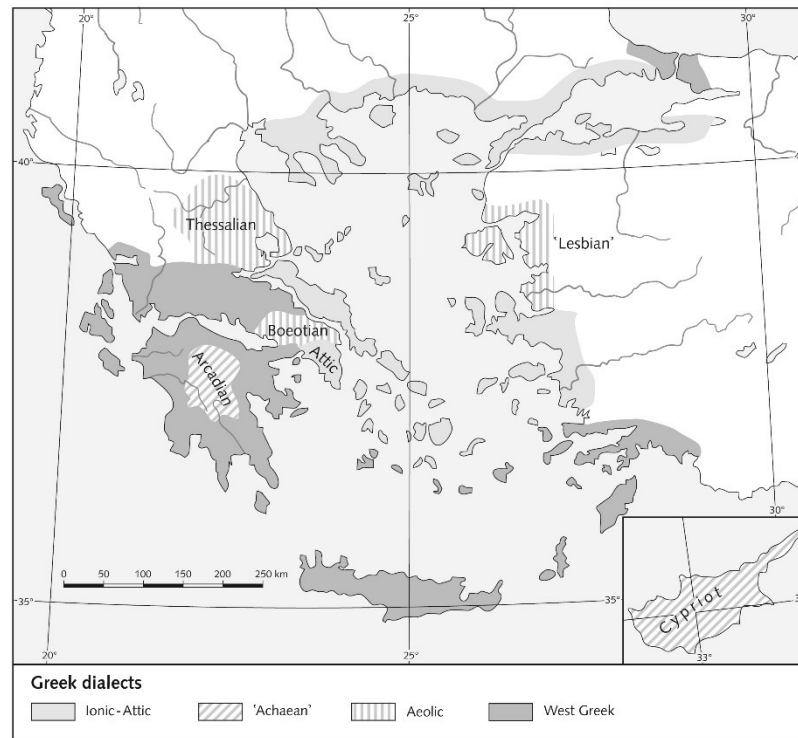 20°
25°
30°
40°
Thessalian
'Lesbian'
Boeotian
Attic
Arcadian
30°
0 50 100 150 200 250 km
35°
35°
Cypriot
33°
20°
25°
Greek dialects
Ionic-Attic
'Achaean'
Aeolic
West Greek